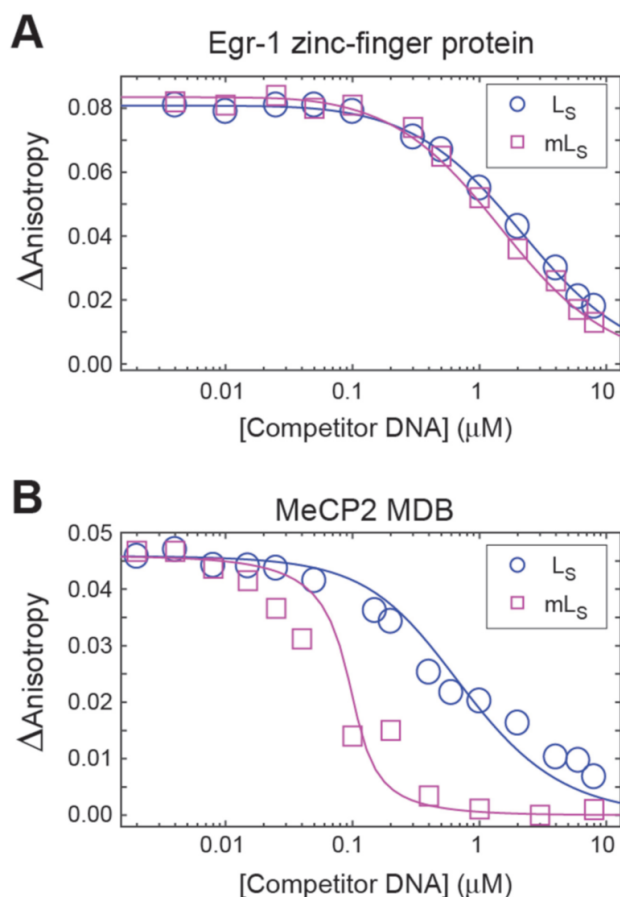 A
Egr-1 zinc-finger protein
LS
mLS
0.08
0.06
0.04
0.02
0.00
ΔAnisotropy
0.01 0.1 1 10
[Competitor DNA] (μM)
B
MeCP2 MDB
LS
mLS
0.05
0.04
0.03
0.02
0.01
0.00
ΔAnisotropy
0.01 0.1 1 10
[Competitor DNA] (μM)